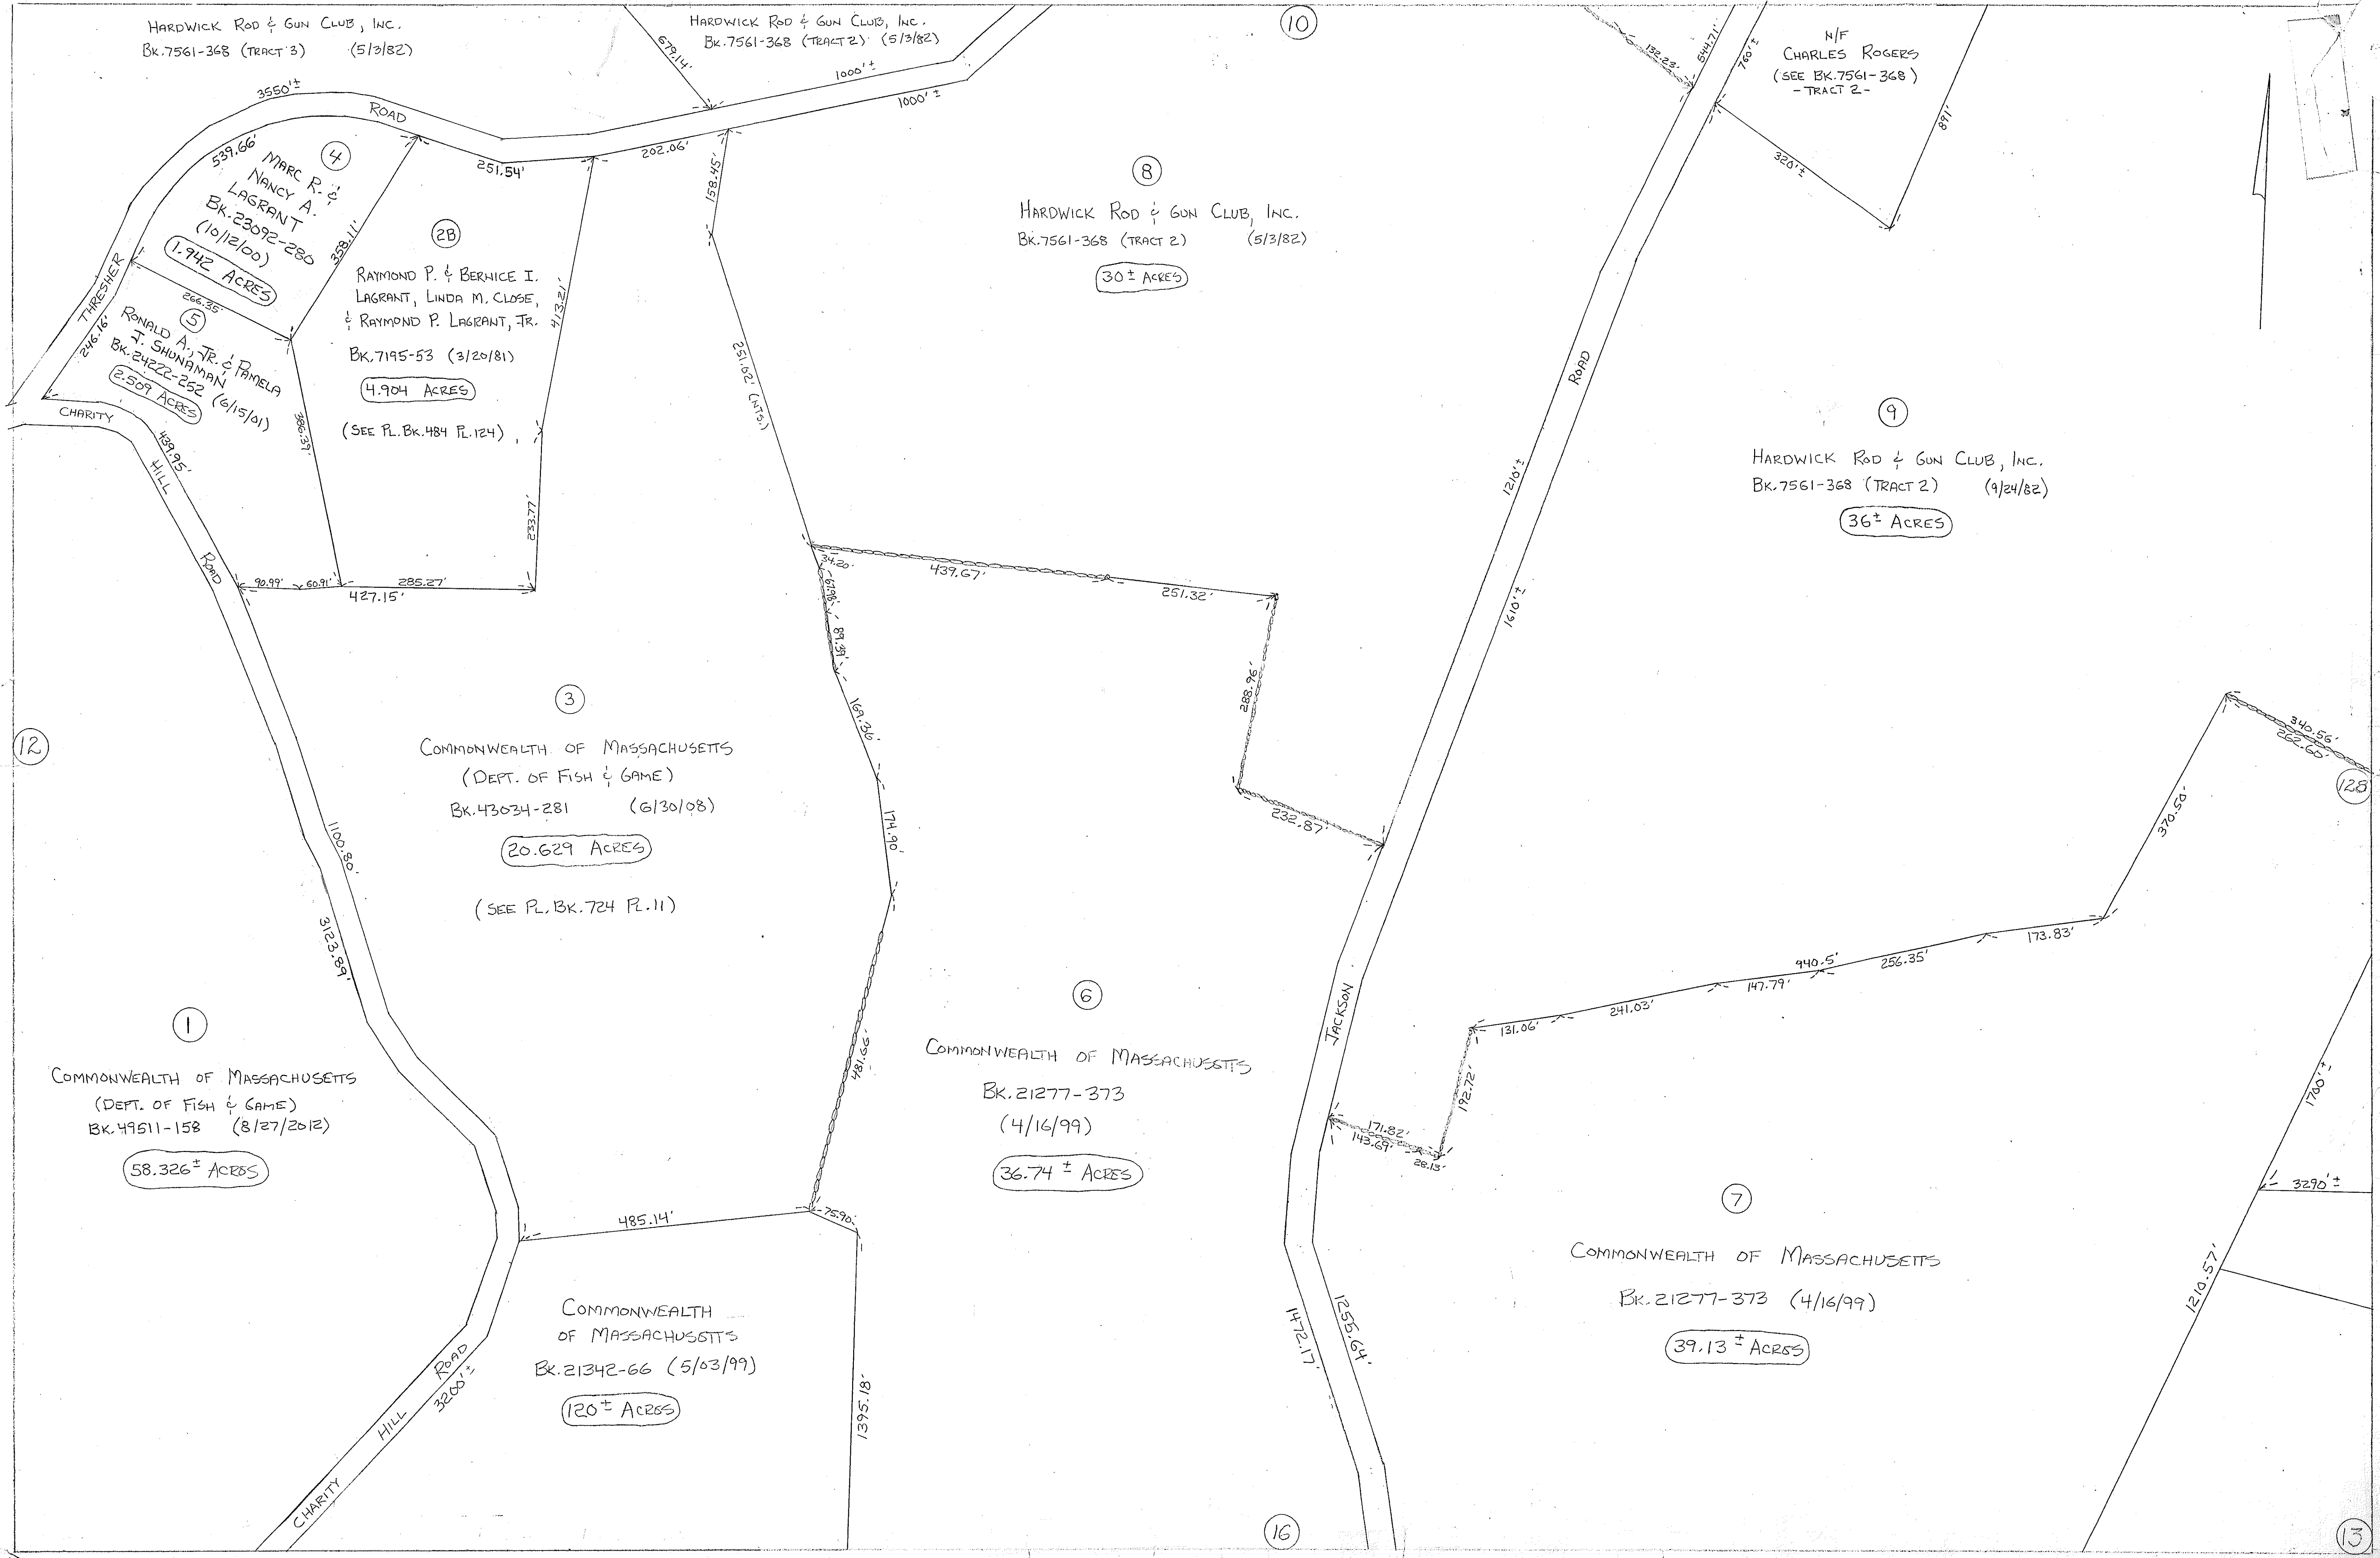 HARDWICK ROD & GUN CLUB, INC.
BK.7561-368 (TRACT 3) (5/3/82)
HARDWICK ROD & GUN CLUB, INC.
BK.7561-368 (TRACT 2) (5/3/82)
10
679.14'
1000'±
1000'±
3550'±
ROAD
132.23'
544.71'
760'±
N/F
CHARLES ROGERS
(SEE BK.7561-368)
- TRACT 2 -
891'
320'±
539.66'
4
MARC R. &
NANCY A.
LAGRANT
BK.23092-280
(10/12/00)
1.942 ACRES
358.11'
251.54'
202.06'
158.45'
THRESHER
266.35'
246.16'
5
RONALD A., JR. & PAMELA
J. SHUNAMAN
BK.24222-252 (6/15/01)
2.509 ACRES
2B
RAYMOND P. & BERNICE I.
LAGRANT, LINDA M. CLOSE,
& RAYMOND P. LAGRANT, JR.
BK.7195-53 (3/20/81)
4.904 ACRES
(SEE PL.BK.484 PL.124)
413.21'
233.77'
386.39'
251.02' (NTS.)
8
HARDWICK ROD & GUN CLUB, INC.
BK.7561-368 (TRACT 2) (5/3/82)
30± ACRES
ROAD
1210'±
1610'±
9
HARDWICK ROD & GUN CLUB, INC.
BK.7561-368 (TRACT 2) (9/24/82)
36± ACRES
CHARITY
439.95'
HILL
ROAD
90.99'
60.91'
285.27'
427.15'
34.20'
67.98'
89.39'
439.67'
251.32'
288.96'
232.87'
169.36'
174.90'
3
COMMONWEALTH OF MASSACHUSETTS
(DEPT. OF FISH & GAME)
BK.43034-281 (6/30/08)
20.629 ACRES
(SEE PL.BK.724 PL.11)
12
1100.80'
3123.89'
340.56'
262.60'
128
370.50'
173.83'
256.35'
940.5'
147.79'
241.03'
131.06'
192.72'
171.82'
143.69'
28.13'
JACKSON
481.66'
6
COMMONWEALTH OF MASSACHUSETTS
BK.21277-373
(4/16/99)
36.74 ± ACRES
1
COMMONWEALTH OF MASSACHUSETTS
(DEPT. OF FISH & GAME)
BK.49511-158 (8/27/2012)
58.326± ACRES
485.14'
75.90'
1700'±
3290'±
1210.57'
7
COMMONWEALTH OF MASSACHUSETTS
BK.21277-373 (4/16/99)
39.13 ± ACRES
COMMONWEALTH
OF MASSACHUSETTS
BK.21342-66 (5/03/99)
120± ACRES
1395.18'
1472.17'
1255.64'
ROAD
3200'±
HILL
CHARITY
16
13